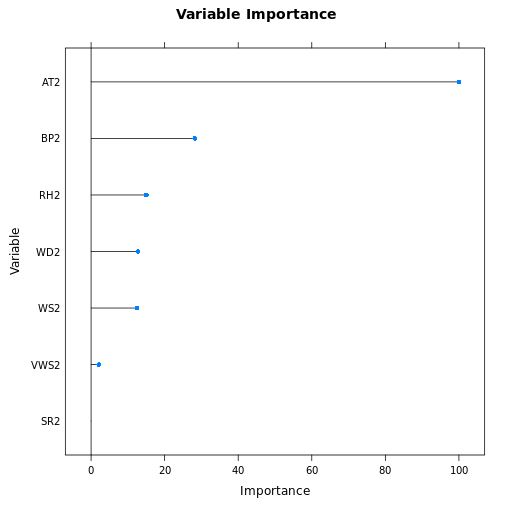 Variable Importance
AT2
BP2
RH2
WD2
WS2
VWS2
SR2
Variable
0 20 40 60 80 100
Importance